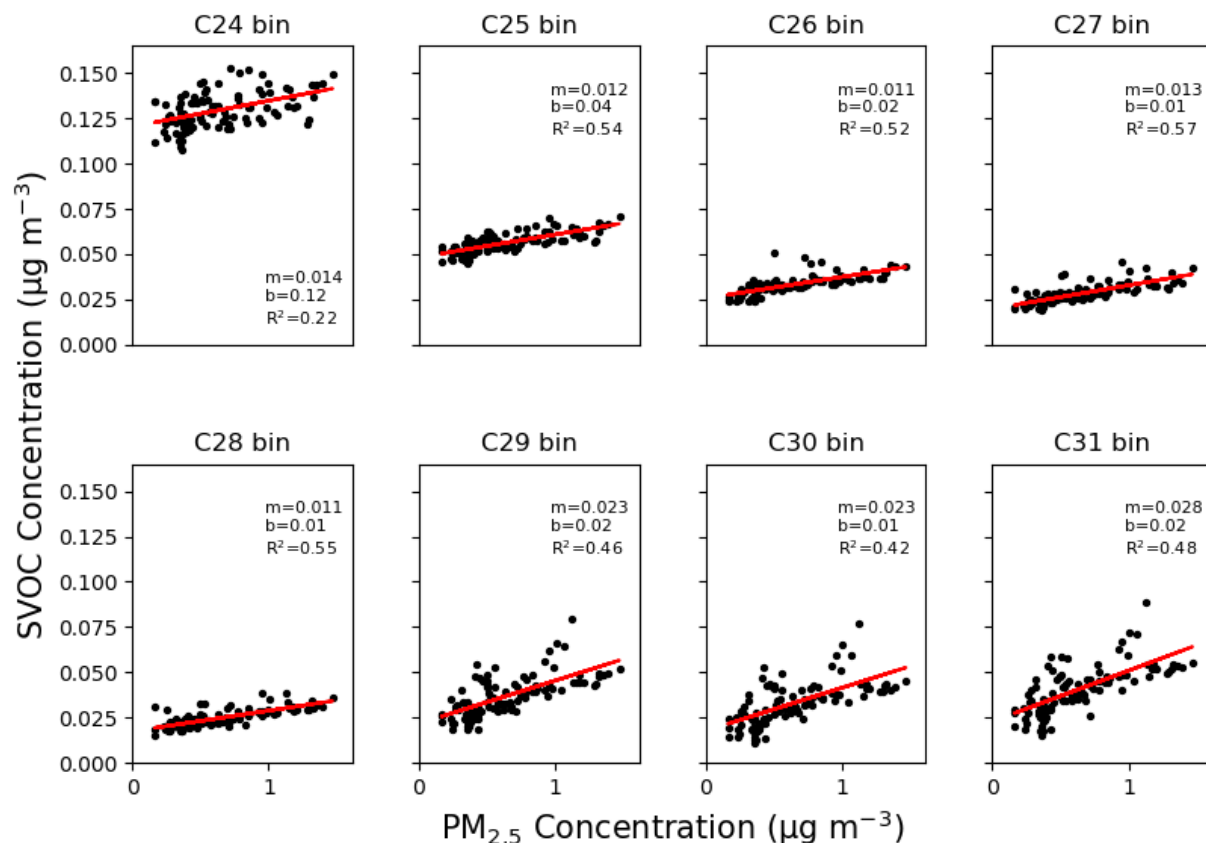 C24 bin
C25 bin
C26 bin
C27 bin
SVOC Concentration (µg m⁻³)
0.150
0.125
0.100
0.075
0.050
0.025
0.000
m=0.014
b=0.12
R²=0.22
m=0.012
b=0.04
R²=0.54
m=0.011
b=0.02
R²=0.52
m=0.013
b=0.01
R²=0.57
C28 bin
C29 bin
C30 bin
C31 bin
0.150
0.125
0.100
0.075
0.050
0.025
0.000
m=0.011
b=0.01
R²=0.55
m=0.023
b=0.02
R²=0.46
m=0.023
b=0.01
R²=0.42
m=0.028
b=0.02
R²=0.48
0 1
0 1
0 1
0 1
PM₂.₅ Concentration (µg m⁻³)